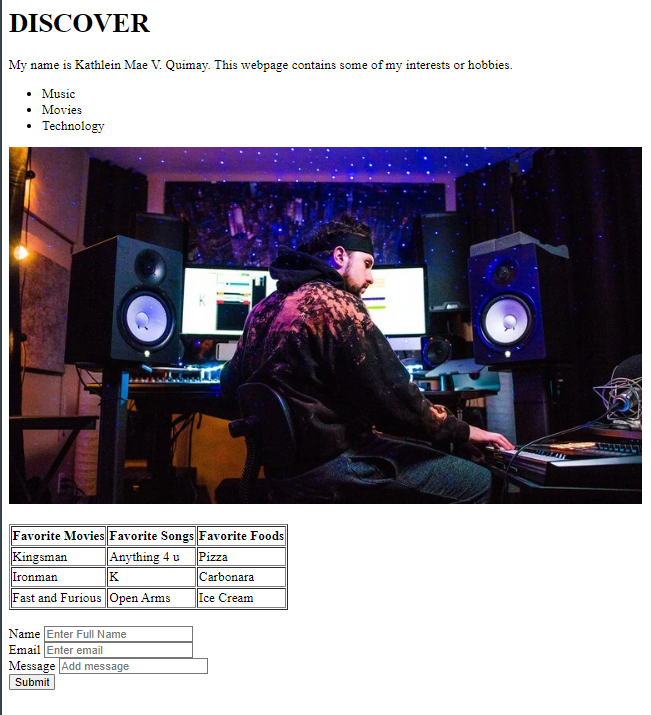 DISCOVER
My name is Kathlein Mae V. Quimay. This webpage contains some of my interests or hobbies.
Music
Movies
Technology
K
Favorite Movies Favorite Songs Favorite Foods
Kingsman Anything 4 u Pizza
Ironman K Carbonara
Fast and Furious Open Arms Ice Cream
Name Enter Full Name
Email Enter email
Message Add message
Submit